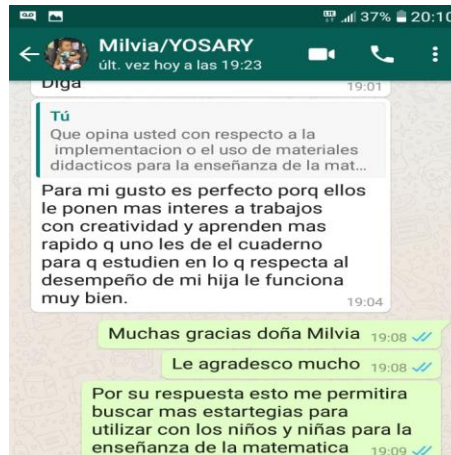 37% 20:10
Milvia/YOSARY
últ. vez hoy a las 19:23
Diga 19:01
Tú
Que opina usted con respecto a la
implementacion o el uso de materiales
didacticos para la enseñanza de la mat...
Para mi gusto es perfecto porq ellos
le ponen mas interes a trabajos
con creatividad y aprenden mas
rapido q uno les de el cuaderno
para q estudien en lo q respecta al
desempeño de mi hija le funciona
muy bien. 19:04
Muchas gracias doña Milvia 19:08
Le agradesco mucho 19:08
Por su respuesta esto me permitira
buscar mas estartegias para
utilizar con los niños y niñas para la
enseñanza de la matematica 19:09